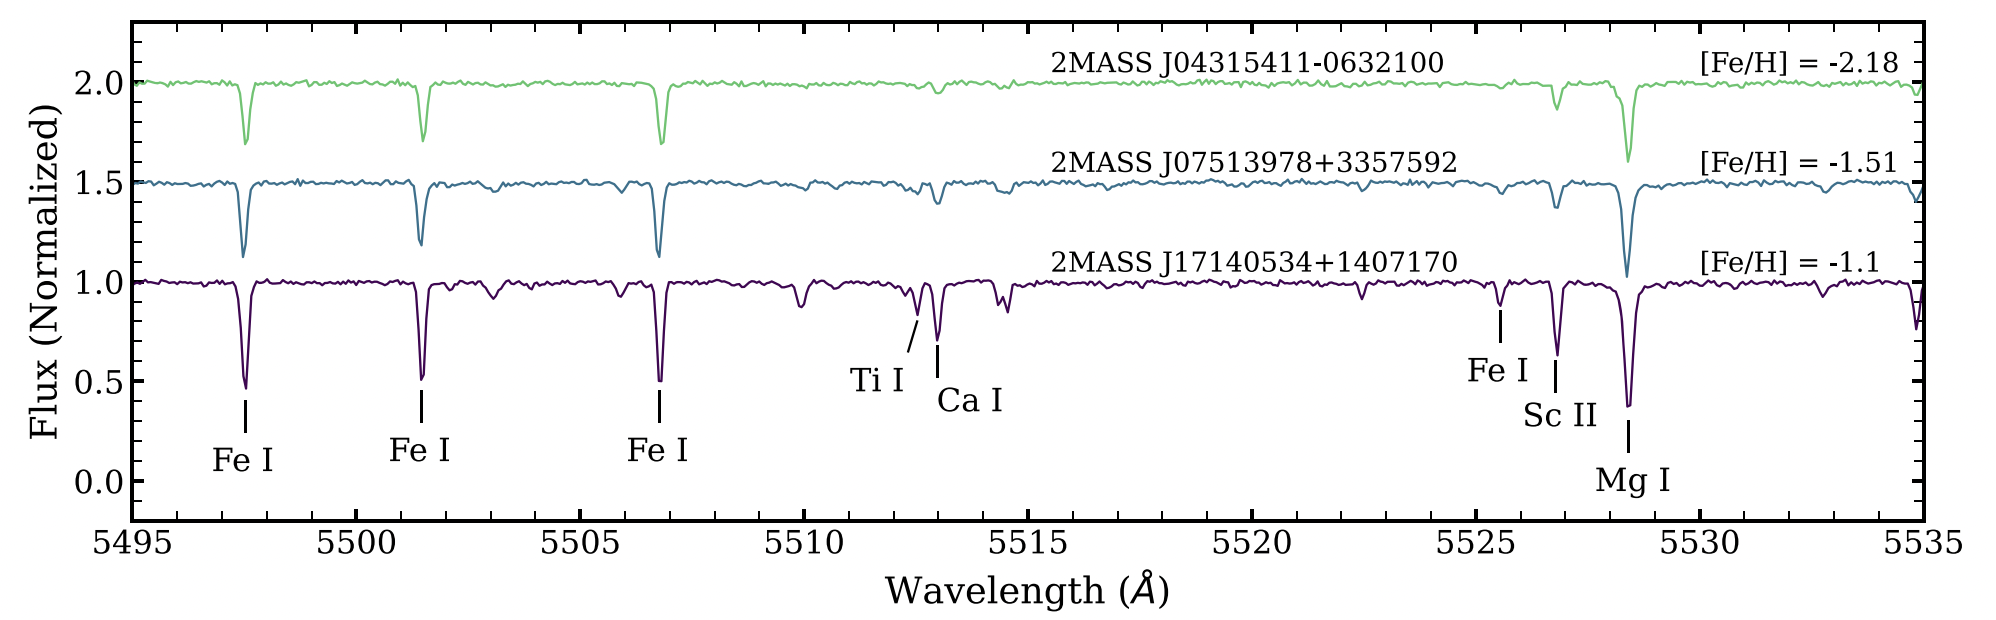 2MASS J04315411-0632100 [Fe/H] = -2.18
2MASS J07513978+3357592 [Fe/H] = -1.51
2MASS J17140534+1407170 [Fe/H] = -1.1
Flux (Normalized)
2.0
1.5
1.0
0.5
0.0
Fe I
Fe I
Fe I
Ti I
Ca I
Fe I
Sc II
Mg I
5495 5500 5505 5510 5515 5520 5525 5530 5535
Wavelength (Å)